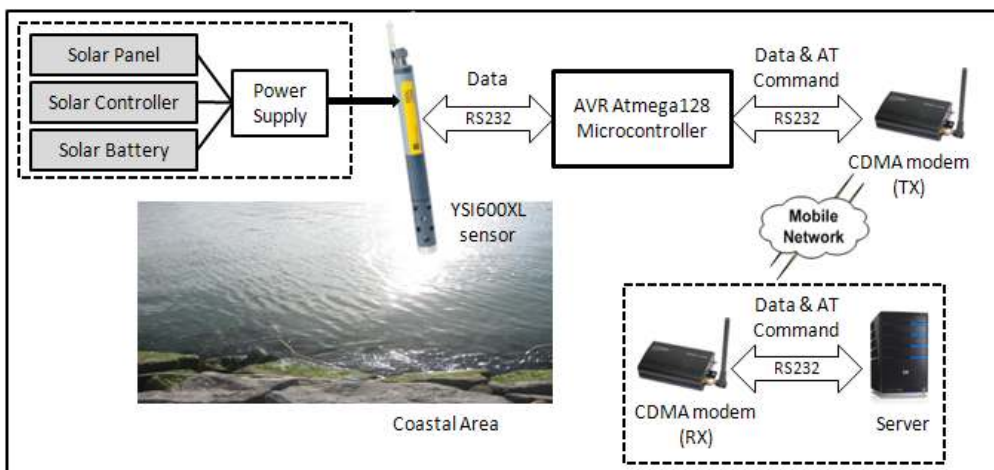 Solar Panel
Solar Controller
Solar Battery
Power
Supply
Data
RS232
AVR Atmega128
Microcontroller
Data & AT
Command
RS232
CDMA modem
(TX)
YSI600XL
sensor
Mobile
Network
Coastal Area
Data & AT
Command
RS232
CDMA modem
(RX)
Server